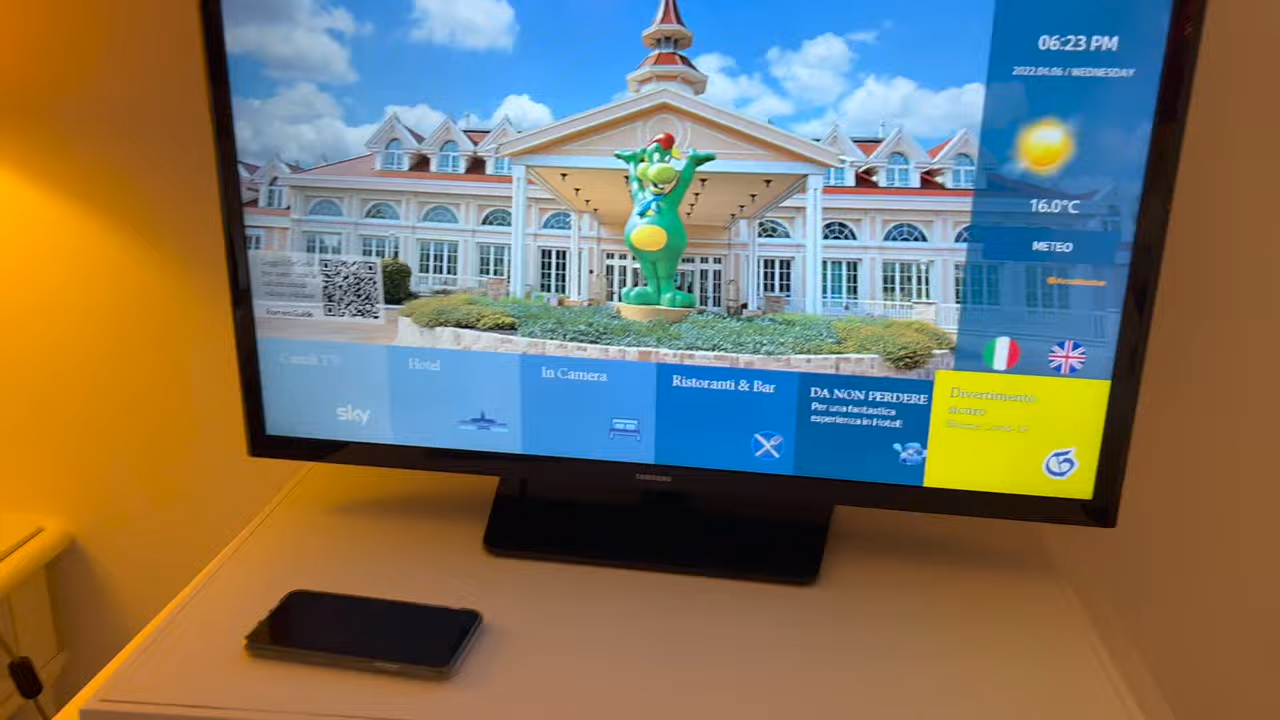 06:23 PM
2022.04.06 / WEDNESDAY
16.0°C
METEO
Canali TV
sky
Hotel
In Camera
Ristoranti & Bar
DA NON PERDERE
Per una fantastica
esperienza in Hotel!
Divertimento
sicuro
SAMSUNG